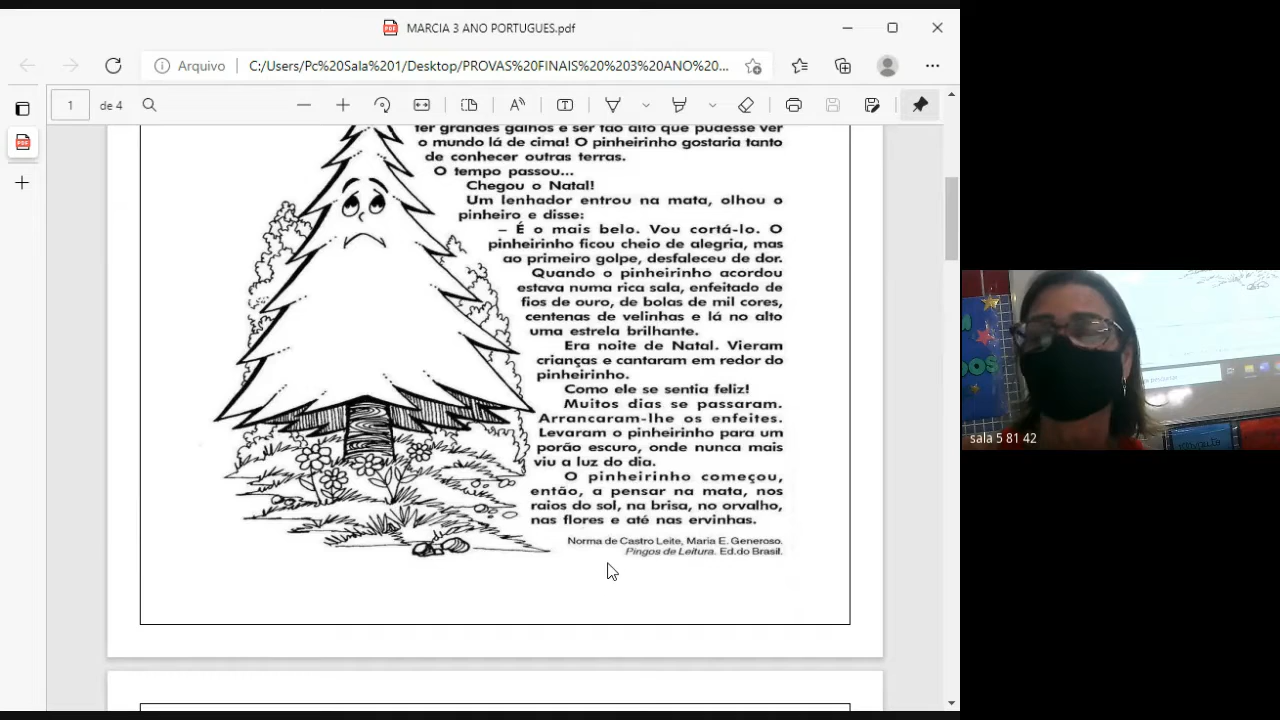 MARCIA 3 ANO PORTUGUES.pdf
Arquivo
C:/Users/Pc%20Sala%201/Desktop/PROVAS%20FINAIS%20%203%20ANO%20...
1
de 4
ter grandes galhos e ser tão alto que pudesse ver
o mundo lá de cima! O pinheirinho gostaria tanto
de conhecer outras terras.
O tempo passou...
Chegou o Natal!
Um lenhador entrou na mata, olhou o
pinheiro e disse:
– É o mais belo. Vou cortá-lo. O
pinheirinho ficou cheio de alegria, mas
ao primeiro golpe, desfaleceu de dor.
Quando o pinheirinho acordou
estava numa rica sala, enfeitado de
fios de ouro, de bolas de mil cores,
centenas de velinhas e lá no alto
uma estrela brilhante.
Era noite de Natal. Vieram
crianças e cantaram em redor do
pinheirinho.
Como ele se sentia feliz!
Muitos dias se passaram.
Arrancaram-lhe os enfeites.
Levaram o pinheirinho para um
porão escuro, onde nunca mais
viu a luz do dia.
O pinheirinho começou,
então, a pensar na mata, nos
raios do sol, na brisa, no orvalho,
nas flores e até nas ervinhas.
Norma de Castro Leite, Maria E. Generoso.
Pingos de Leitura. Ed.do Brasil.
sala 5 81 42